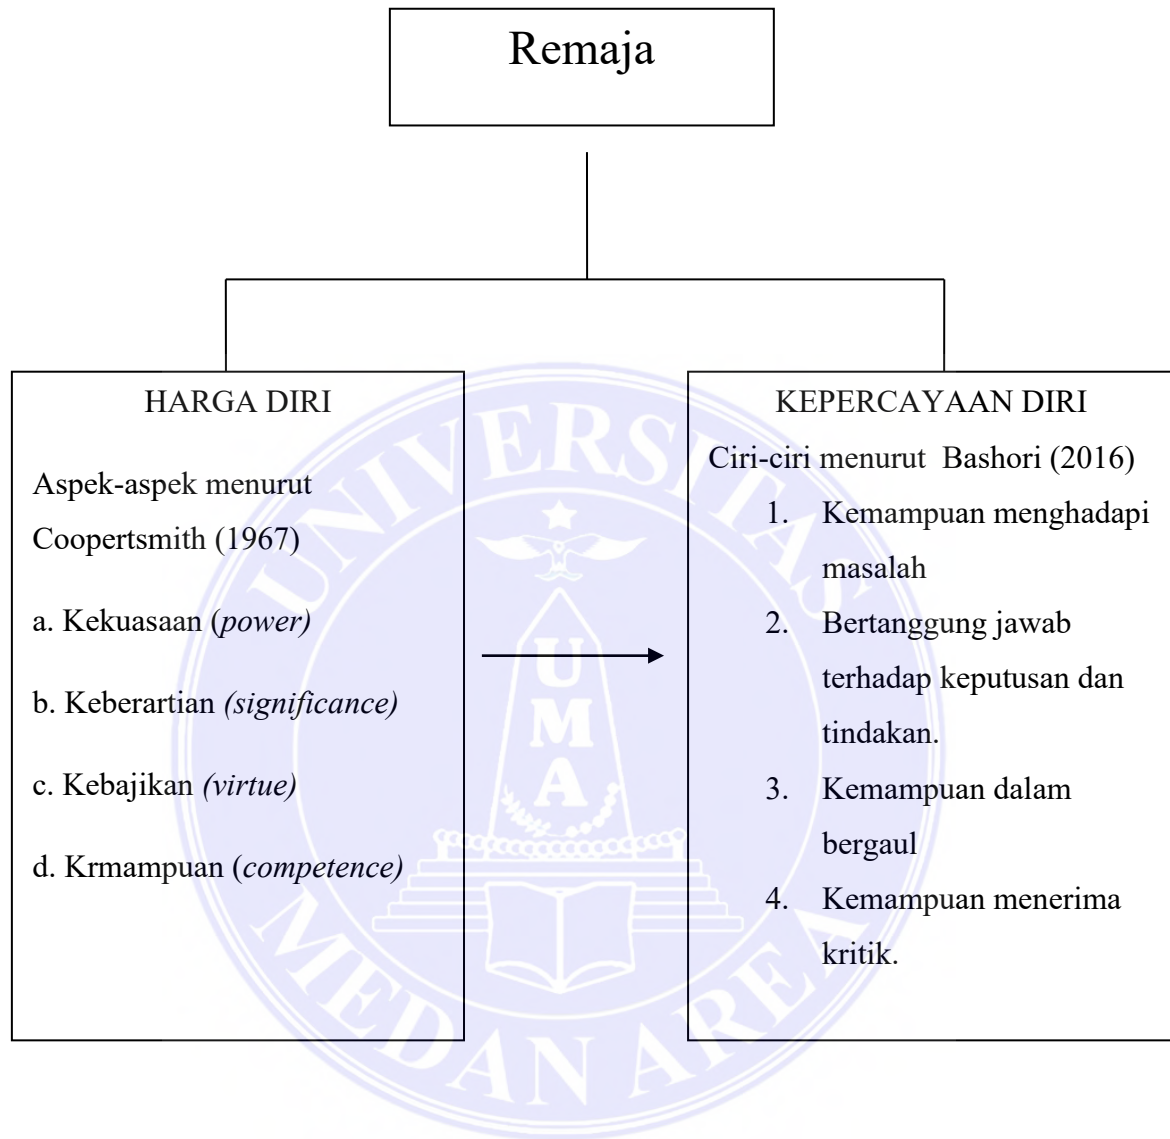 Remaja
HARGA DIRI
Aspek-aspek menurut
Coopertsmith (1967)
a. Kekuasaan (power)
b. Keberartian (significance)
c. Kebajikan (virtue)
d. Krmampuan (competence)
KEPERCAYAAN DIRI
Ciri-ciri menurut Bashori (2016)
1. Kemampuan menghadapi
masalah
2. Bertanggung jawab
terhadap keputusan dan
tindakan.
3. Kemampuan dalam
bergaul
4. Kemampuan menerima
kritik.
UNIVERSITAS
UMA
MEDAN AREA